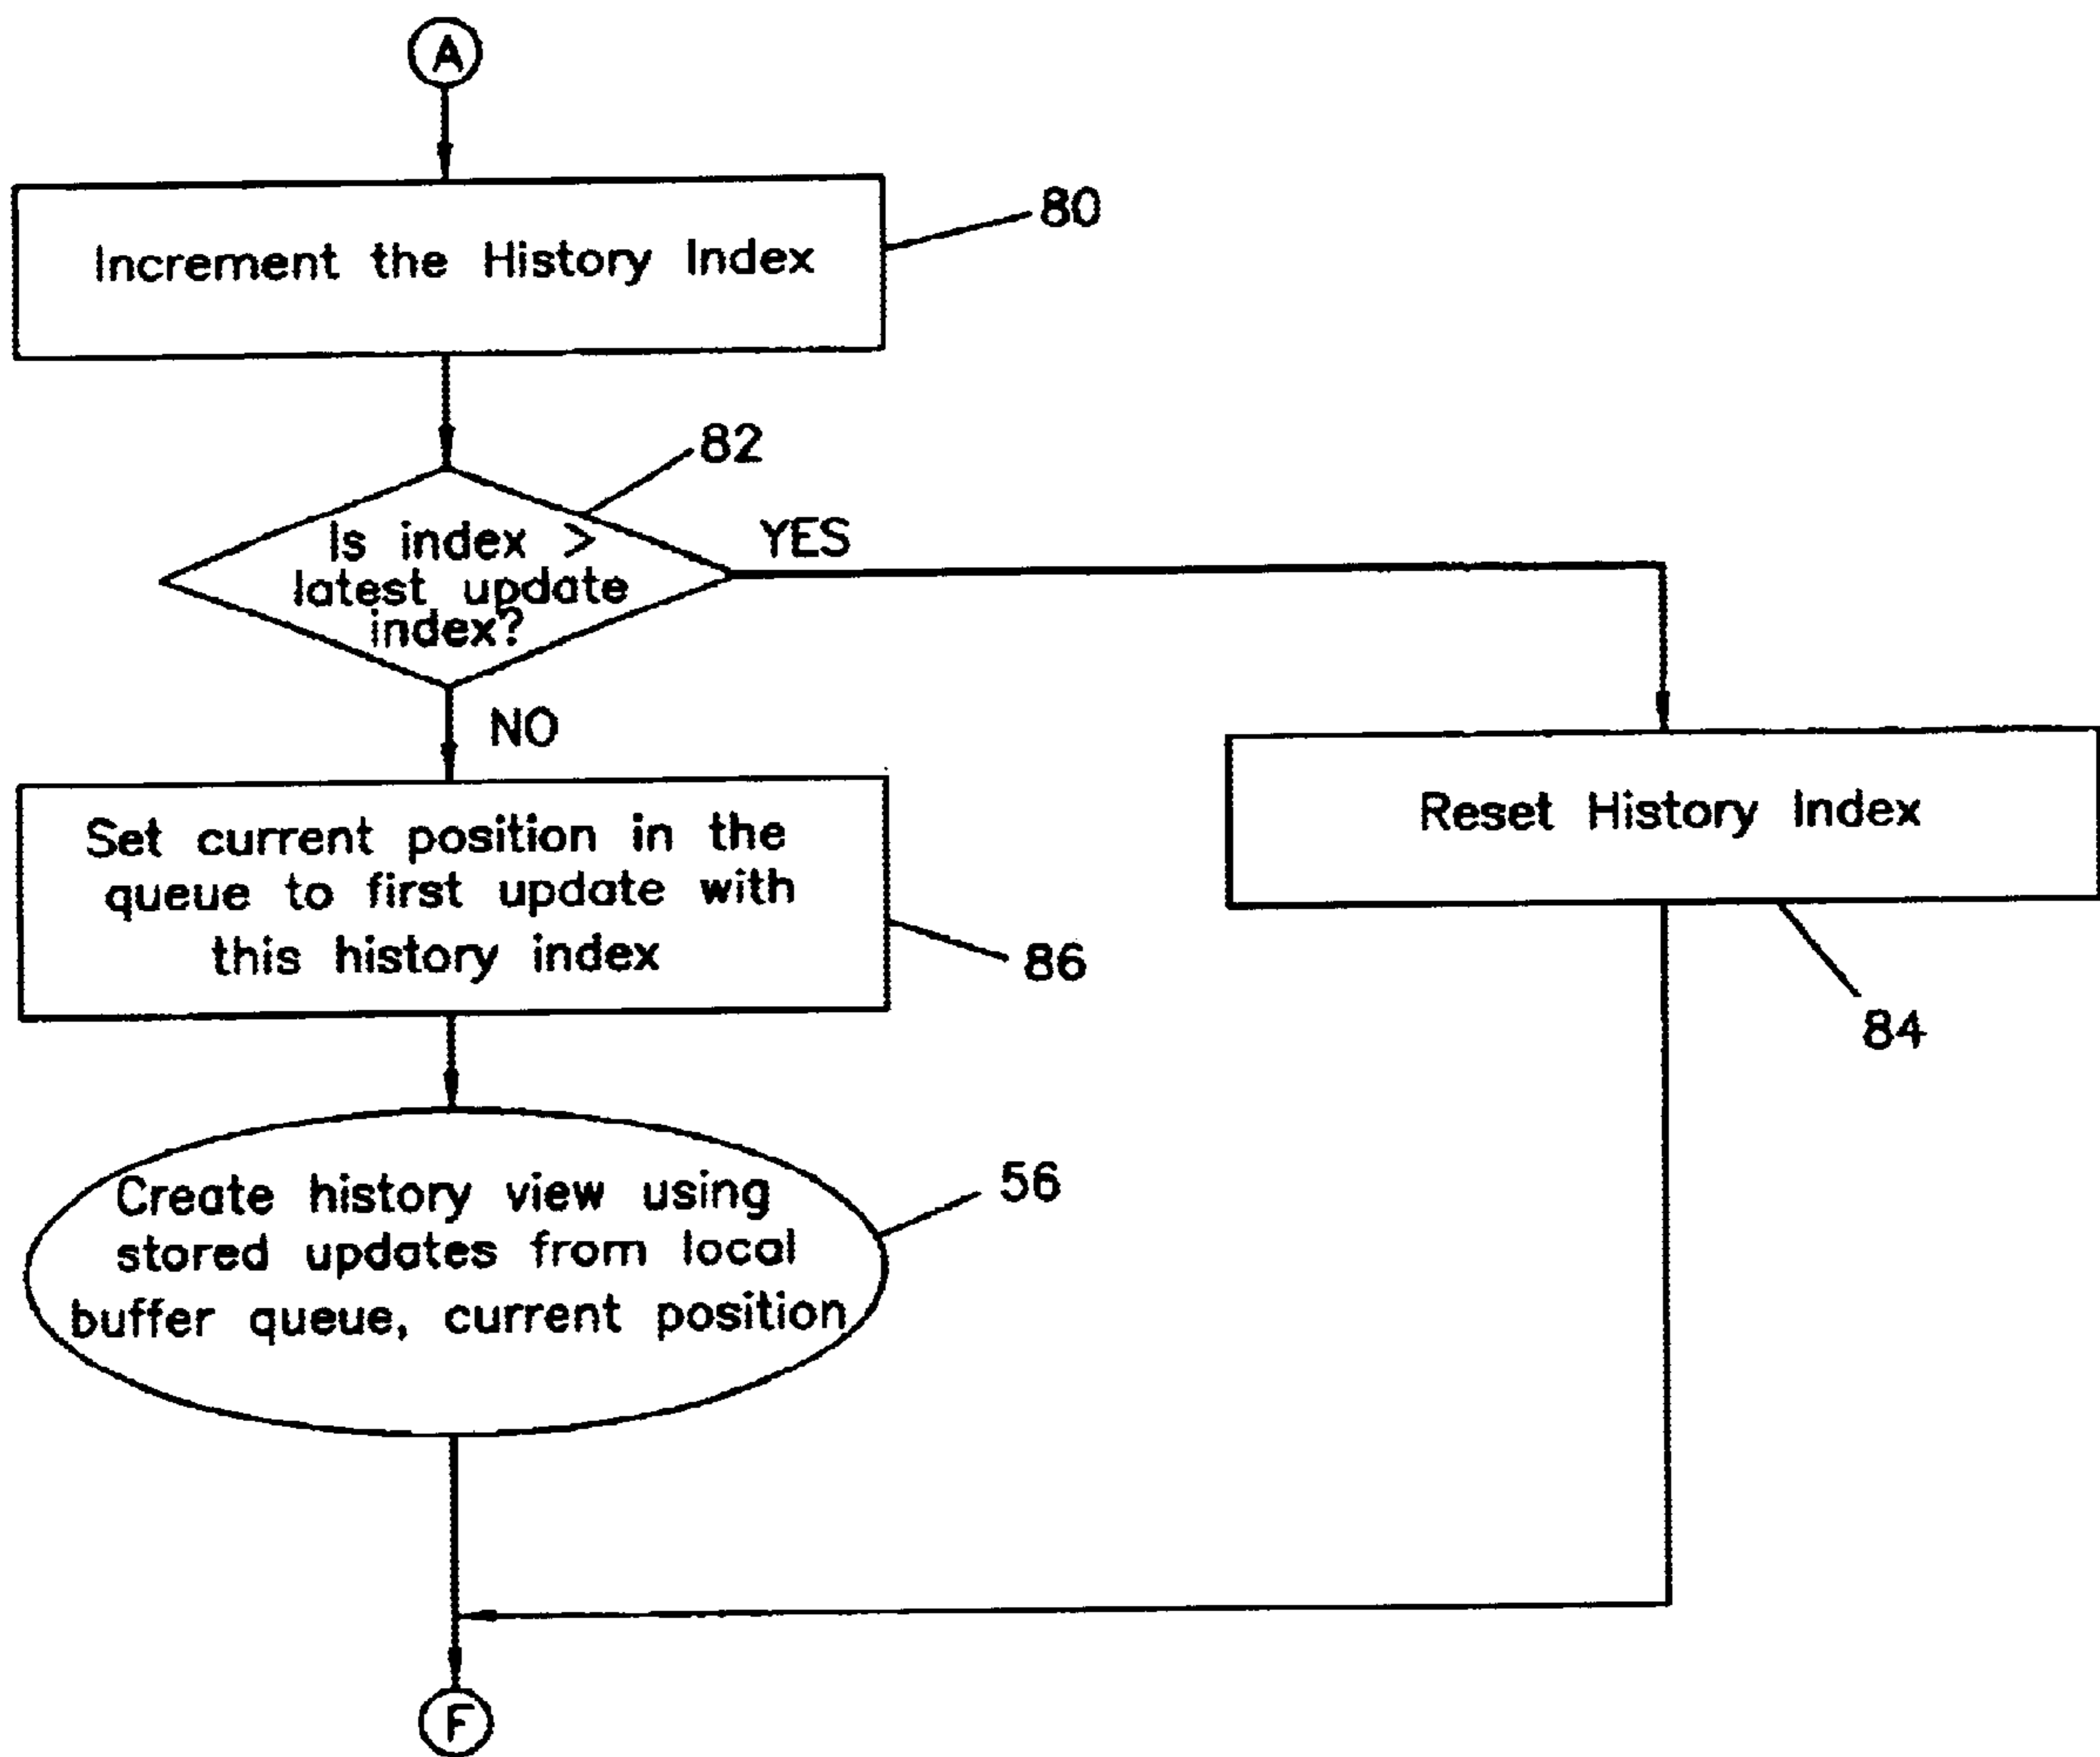 A
Increment the History Index
80
82
Is index >
latest update
index?
YES
NO
Set current position in the
queue to first update with
this history index
86
Reset History Index
84
Create history view using
stored updates from local
buffer queue, current position
56
F